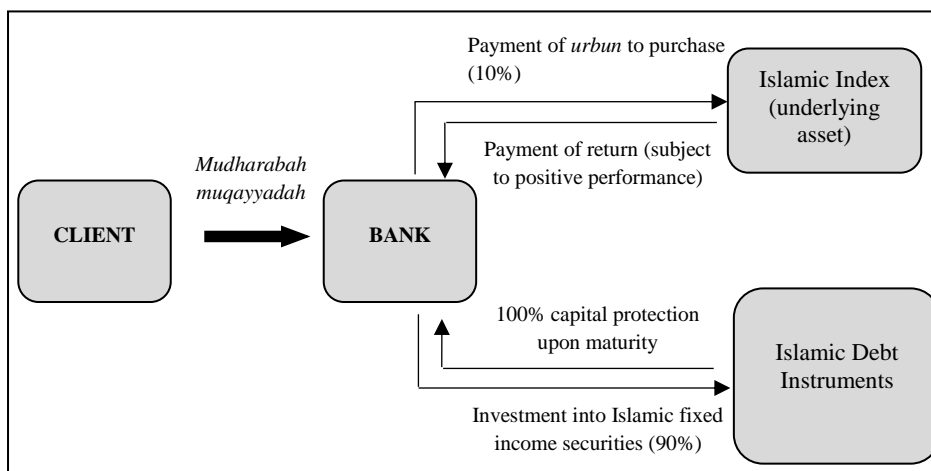 Payment of urbun to purchase
(10%)
Islamic Index
(underlying
asset)
Payment of return (subject
to positive performance)
Mudharabah
muqayyadah
CLIENT
BANK
100% capital protection
upon maturity
Islamic Debt
Instruments
Investment into Islamic fixed
income securities (90%)